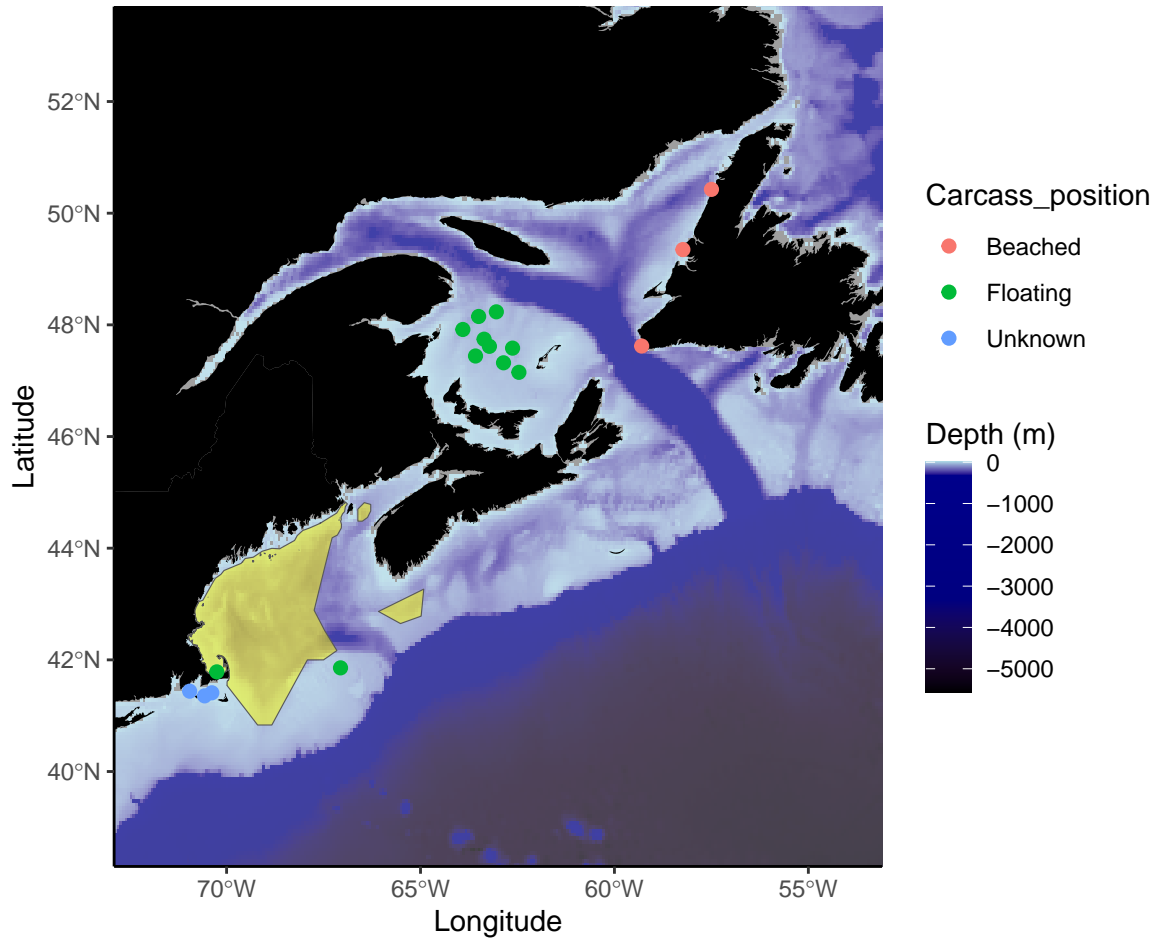 52°N
50°N
48°N
46°N
44°N
42°N
40°N
Latitude
70°W
65°W
60°W
55°W
Longitude
Carcass_position
Beached
Floating
Unknown
Depth (m)
0
−1000
−2000
−3000
−4000
−5000